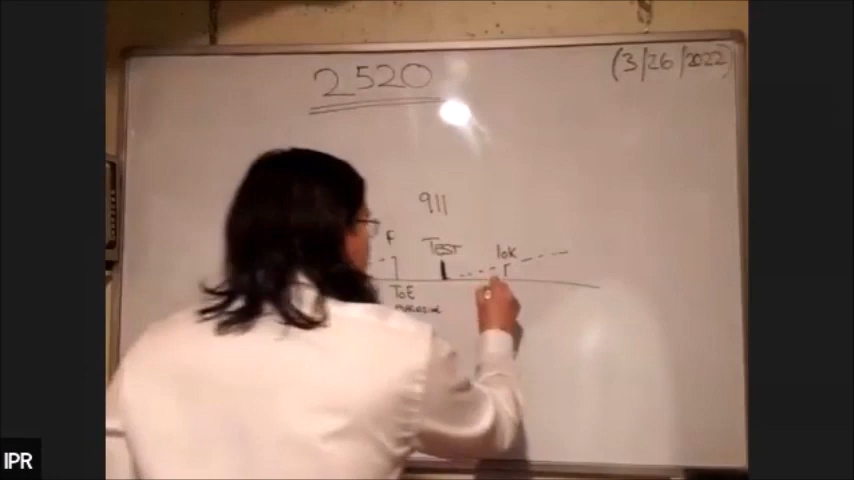 2520
(3/26/2022)
911
F
TEST
10K
TOE
IPR